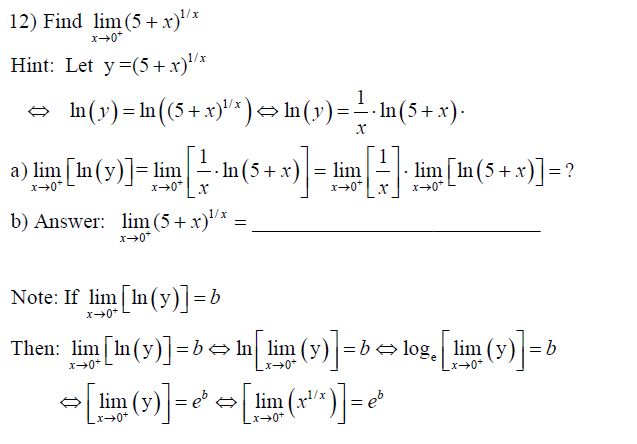 12) Find lim_{x→0⁺} (5 + x)^{1/x}
Hint: Let y =(5 + x)^{1/x}
⇔ ln(y) = ln((5 + x)^{1/x}) ⇔ ln(y) = 1/x · ln(5 + x)·
a) lim_{x→0⁺} [ln(y)] = lim_{x→0⁺} [1/x · ln(5 + x)] = lim_{x→0⁺} [1/x] · lim_{x→0⁺} [ln(5 + x)] = ?
b) Answer: lim_{x→0⁺} (5 + x)^{1/x} = ____________________________
Note: If lim_{x→0⁺} [ln(y)] = b
Then: lim_{x→0⁺} [ln(y)] = b ⇔ ln[lim_{x→0⁺} (y)] = b ⇔ log_e [lim_{x→0⁺} (y)] = b
⇔ [lim_{x→0⁺} (y)] = e^b ⇔ [lim_{x→0⁺} (x^{1/x})] = e^b